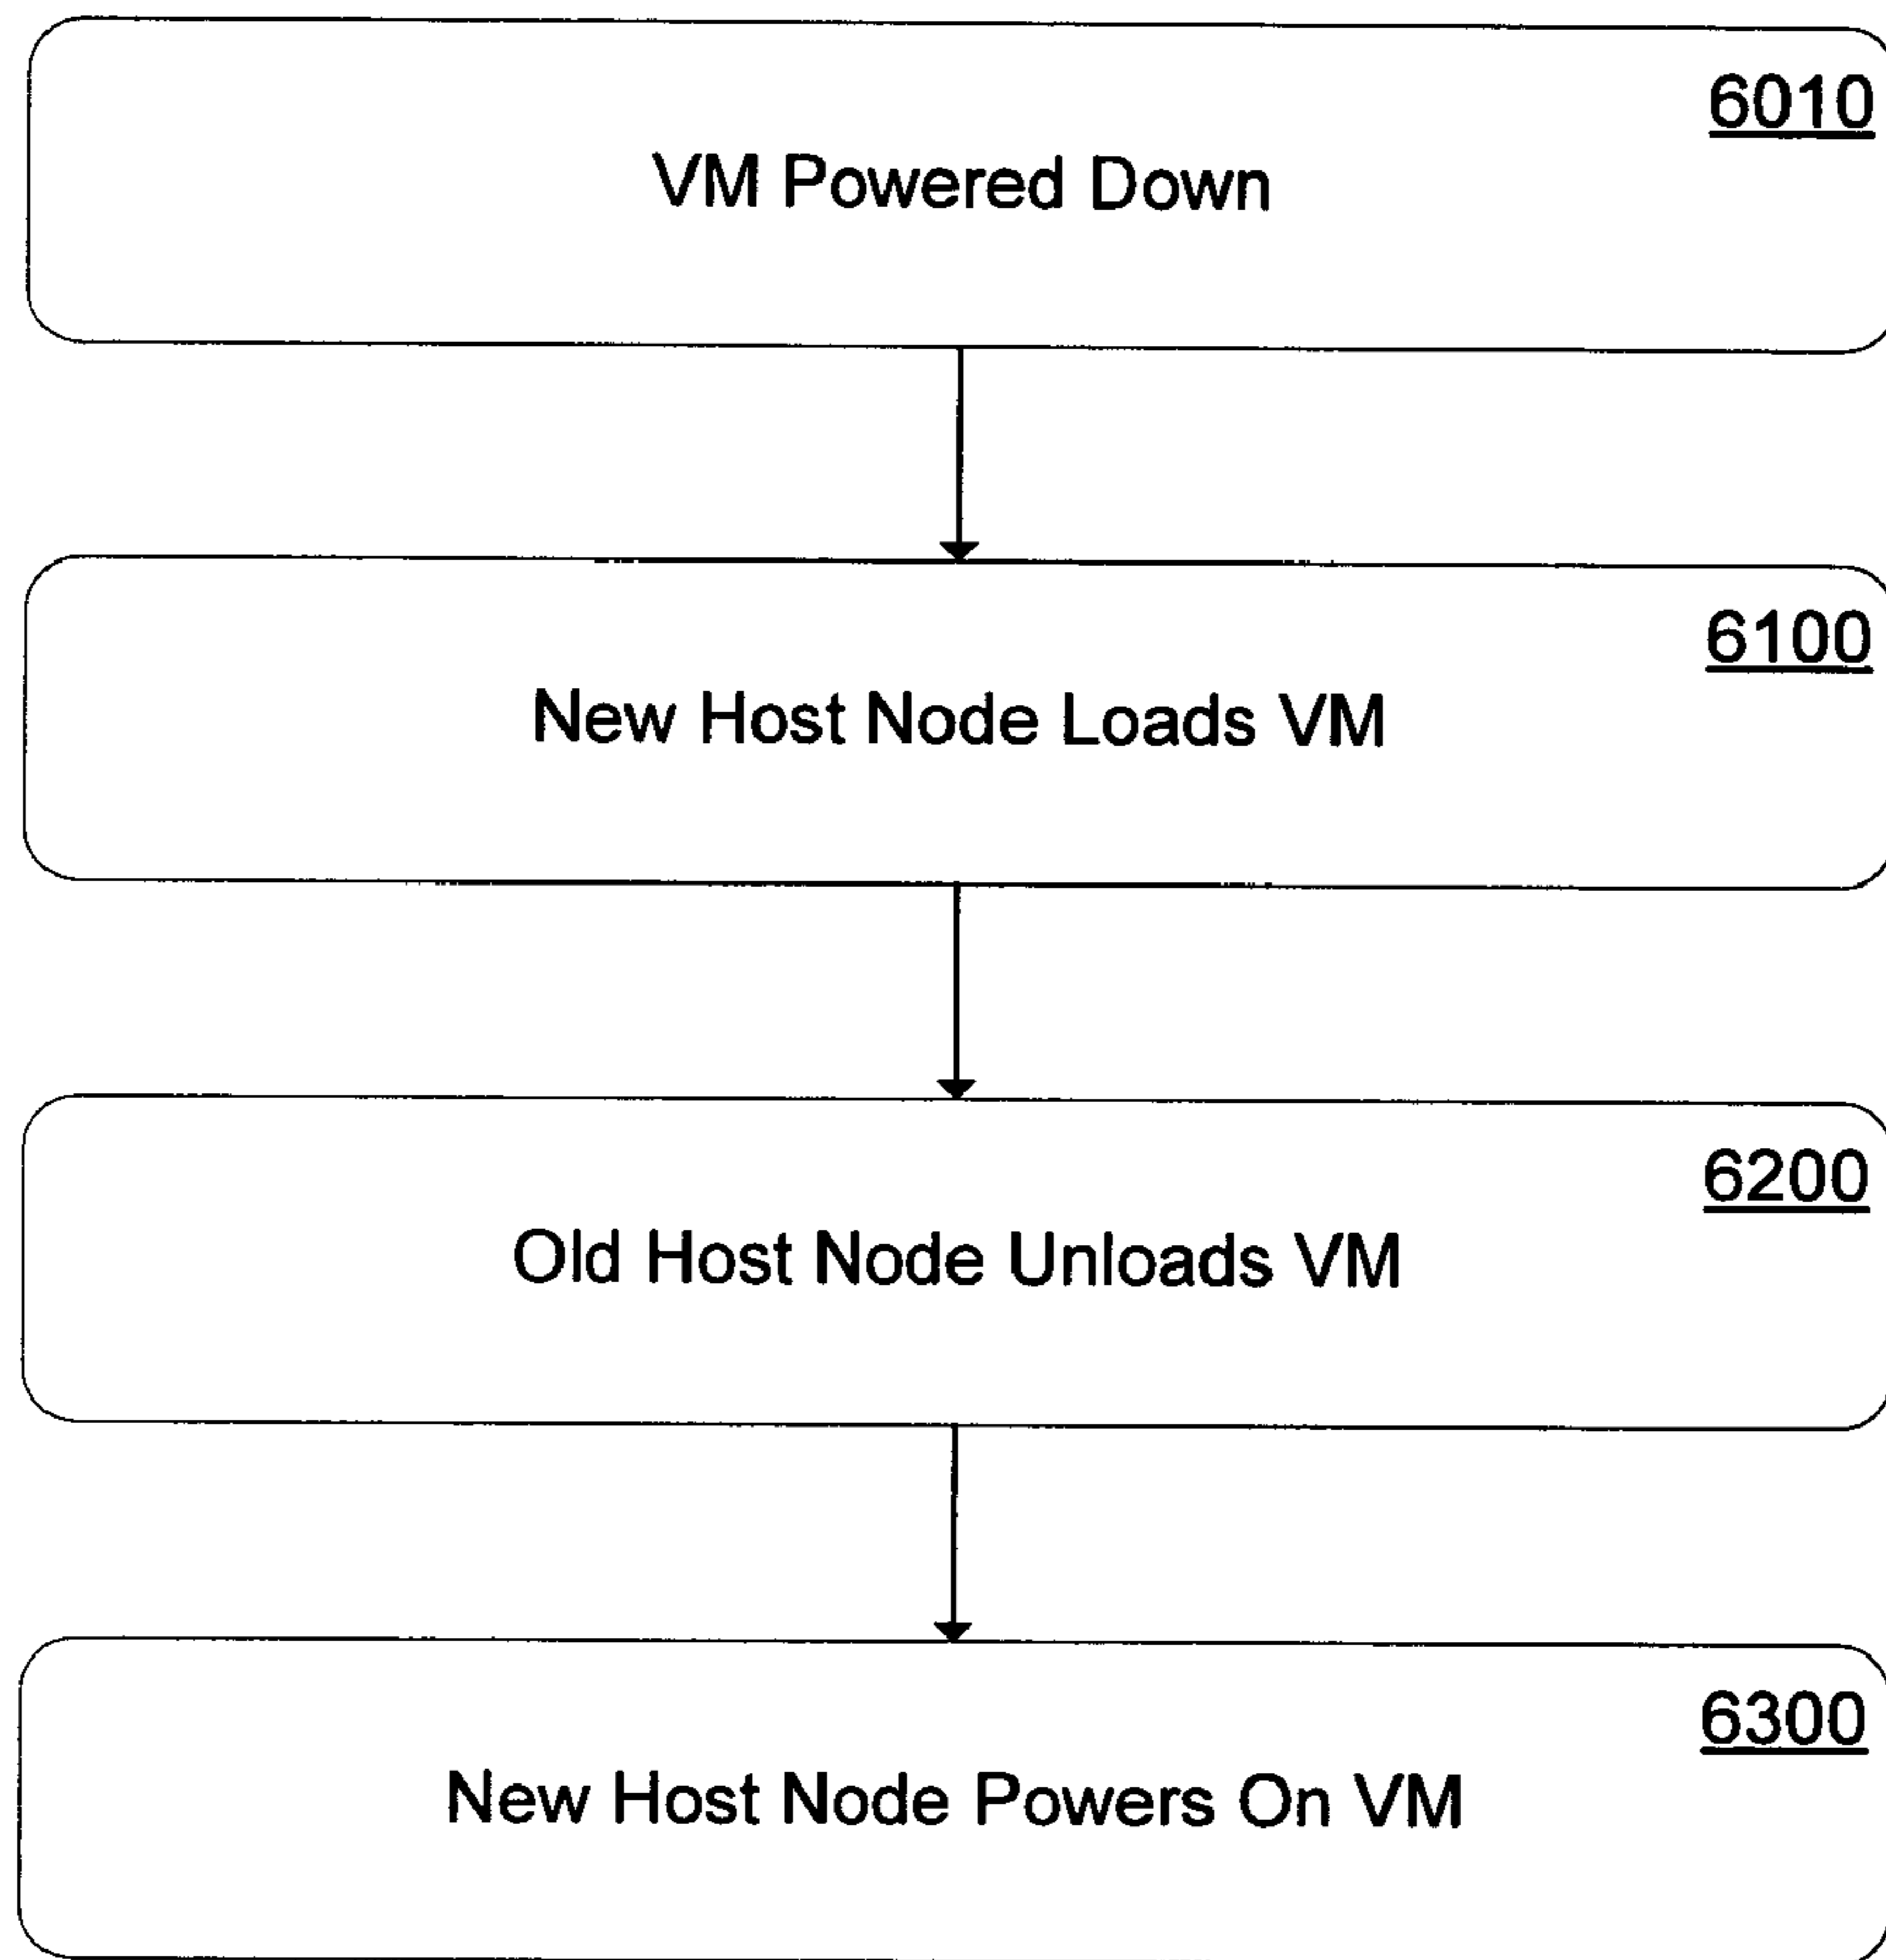 6010
VM Powered Down
6100
New Host Node Loads VM
6200
Old Host Node Unloads VM
6300
New Host Node Powers On VM